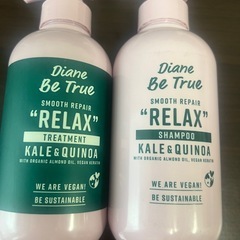 Diane
Be True
SMOOTH REPAIR
"RELAX"
TREATMENT
KALE & QUINOA
WITH ORGANIC ALMOND OIL, VEGAN KERATIN
WE ARE VEGAN!
BE SUSTAINABLE
Diane
Be True
SMOOTH REPAIR
"RELAX"
SHAMPOO
KALE & QUINOA
WITH ORGANIC ALMOND OIL, VEGAN KERATIN
WE ARE VEGAN!
BE SUSTAINABLE